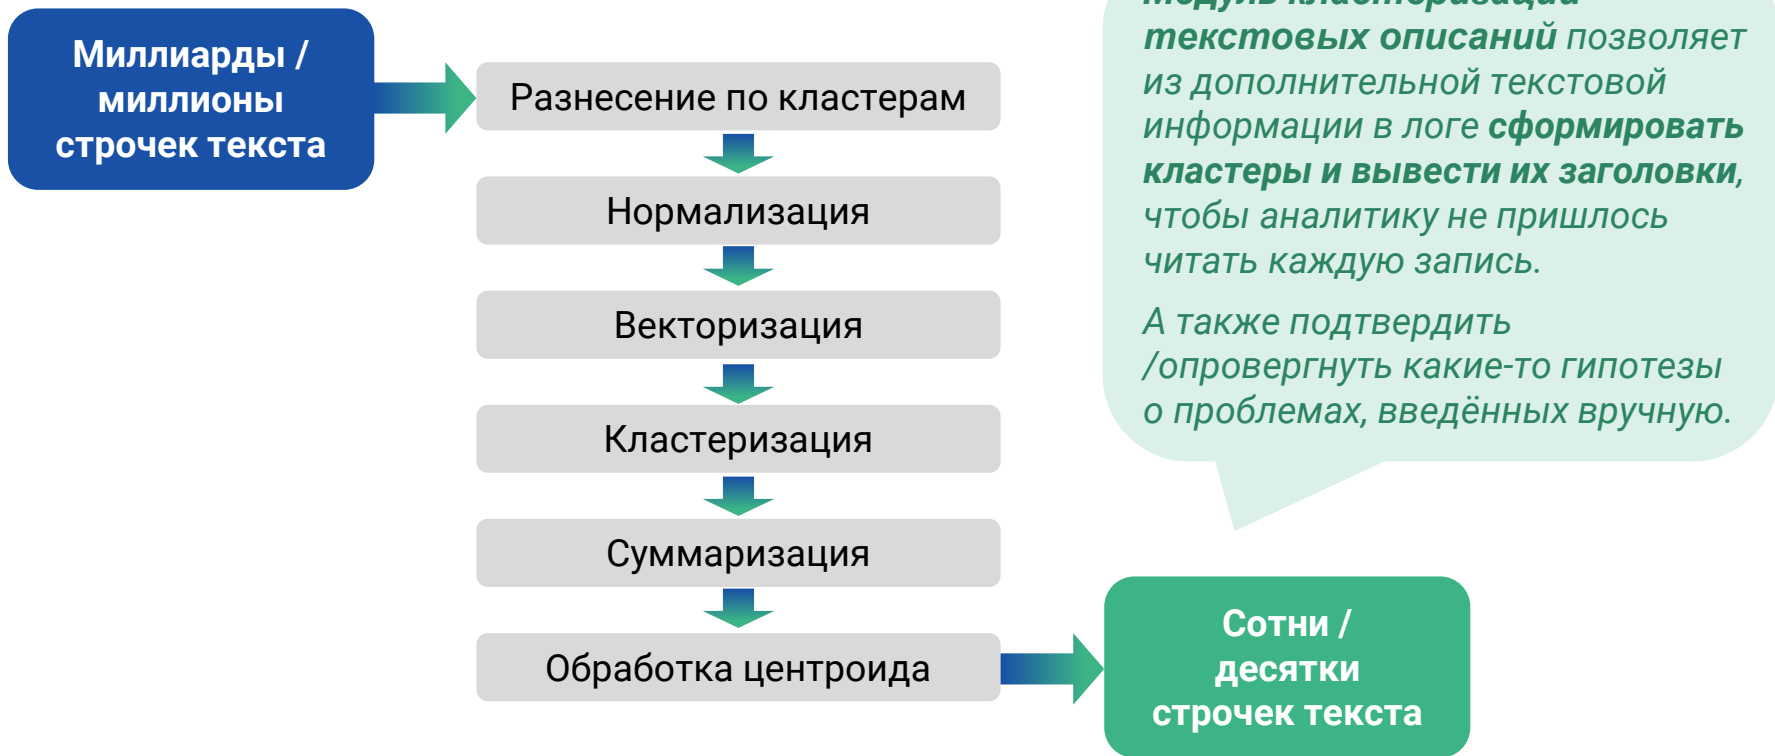 Миллиарды /
миллионы
строчек текста
Разнесение по кластерам
Нормализация
Векторизация
Кластеризация
Суммаризация
Обработка центроида
Модуль кластеризации
текстовых описаний позволяет
из дополнительной текстовой
информации в логе сформировать
кластеры и вывести их заголовки,
чтобы аналитику не пришлось
читать каждую запись.
А также подтвердить
/опровергнуть какие-то гипотезы
о проблемах, введённых вручную.
Сотни /
десятки
строчек текста